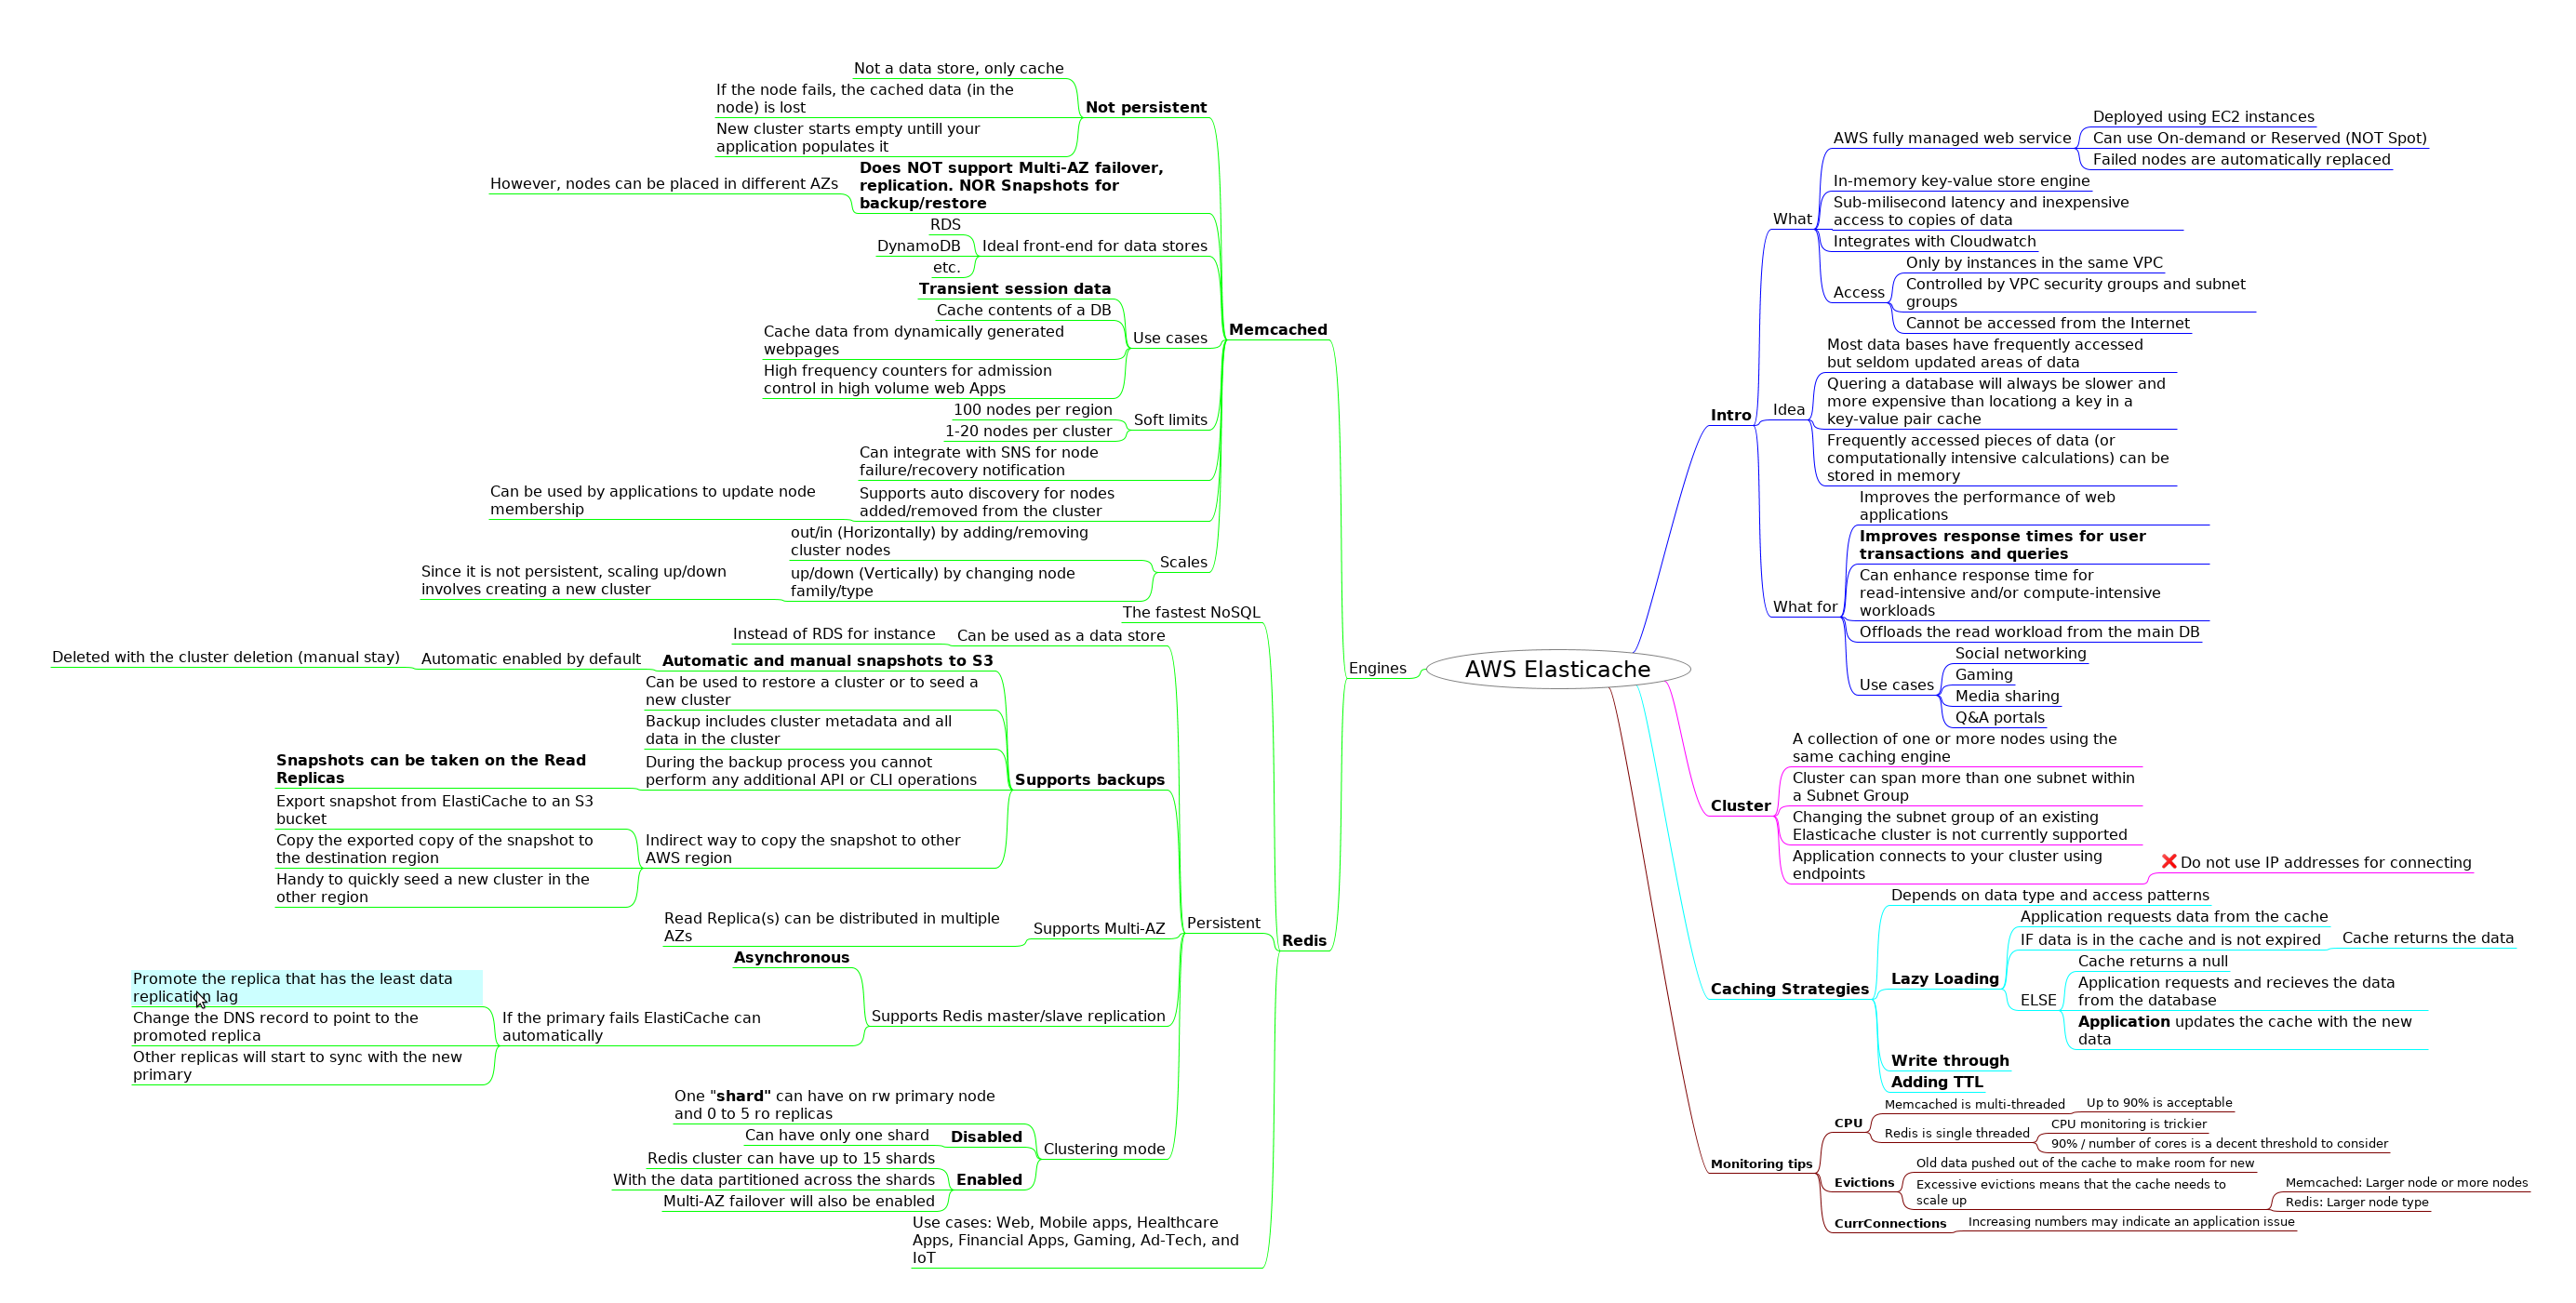 AWS Elasticache
Intro
What
AWS fully managed web service
Deployed using EC2 instances
Can use On-demand or Reserved (NOT Spot)
Failed nodes are automatically replaced
In-memory key-value store engine
Sub-milisecond latency and inexpensive
access to copies of data
Integrates with Cloudwatch
Access
Only by instances in the same VPC
Controlled by VPC security groups and subnet
groups
Cannot be accessed from the Internet
Idea
Most data bases have frequently accessed
but seldom updated areas of data
Quering a database will always be slower and
more expensive than locationg a key in a
key-value pair cache
Frequently accessed pieces of data (or
computationally intensive calculations) can be
stored in memory
What for
Improves the performance of web
applications
Improves response times for user
transactions and queries
Can enhance response time for
read-intensive and/or compute-intensive
workloads
Offloads the read workload from the main DB
Use cases
Social networking
Gaming
Media sharing
Q&A portals
Cluster
A collection of one or more nodes using the
same caching engine
Cluster can span more than one subnet within
a Subnet Group
Changing the subnet group of an existing
Elasticache cluster is not currently supported
Application connects to your cluster using
endpoints
❌ Do not use IP addresses for connecting
Caching Strategies
Depends on data type and access patterns
Lazy Loading
Application requests data from the cache
IF data is in the cache and is not expired
Cache returns the data
ELSE
Cache returns a null
Application requests and recieves the data
from the database
Application updates the cache with the new
data
Write through
Adding TTL
Monitoring tips
CPU
Memcached is multi-threaded
Up to 90% is acceptable
Redis is single threaded
CPU monitoring is trickier
90% / number of cores is a decent threshold to consider
Evictions
Old data pushed out of the cache to make room for new
Excessive evictions means that the cache needs to
scale up
Memcached: Larger node or more nodes
Redis: Larger node type
CurrConnections
Increasing numbers may indicate an application issue
Engines
Memcached
Not persistent
Not a data store, only cache
If the node fails, the cached data (in the
node) is lost
New cluster starts empty untill your
application populates it
Does NOT support Multi-AZ failover,
replication. NOR Snapshots for
backup/restore
However, nodes can be placed in different AZs
Ideal front-end for data stores
RDS
DynamoDB
etc.
Use cases
Transient session data
Cache contents of a DB
Cache data from dynamically generated
webpages
High frequency counters for admission
control in high volume web Apps
Soft limits
100 nodes per region
1-20 nodes per cluster
Can integrate with SNS for node
failure/recovery notification
Supports auto discovery for nodes
added/removed from the cluster
Can be used by applications to update node
membership
Scales
out/in (Horizontally) by adding/removing
cluster nodes
up/down (Vertically) by changing node
family/type
Since it is not persistent, scaling up/down
involves creating a new cluster
Redis
The fastest NoSQL
Persistent
Can be used as a data store
Instead of RDS for instance
Supports backups
Automatic and manual snapshots to S3
Automatic enabled by default
Deleted with the cluster deletion (manual stay)
Can be used to restore a cluster or to seed a
new cluster
Backup includes cluster metadata and all
data in the cluster
During the backup process you cannot
perform any additional API or CLI operations
Snapshots can be taken on the Read
Replicas
Indirect way to copy the snapshot to other
AWS region
Export snapshot from ElastiCache to an S3
bucket
Copy the exported copy of the snapshot to
the destination region
Handy to quickly seed a new cluster in the
other region
Supports Multi-AZ
Read Replica(s) can be distributed in multiple
AZs
Supports Redis master/slave replication
Asynchronous
If the primary fails ElastiCache can
automatically
Promote the replica that has the least data
replication lag
Change the DNS record to point to the
promoted replica
Other replicas will start to sync with the new
primary
Clustering mode
One "shard" can have on rw primary node
and 0 to 5 ro replicas
Disabled
Can have only one shard
Enabled
Redis cluster can have up to 15 shards
With the data partitioned across the shards
Multi-AZ failover will also be enabled
Use cases: Web, Mobile apps, Healthcare
Apps, Financial Apps, Gaming, Ad-Tech, and
IoT